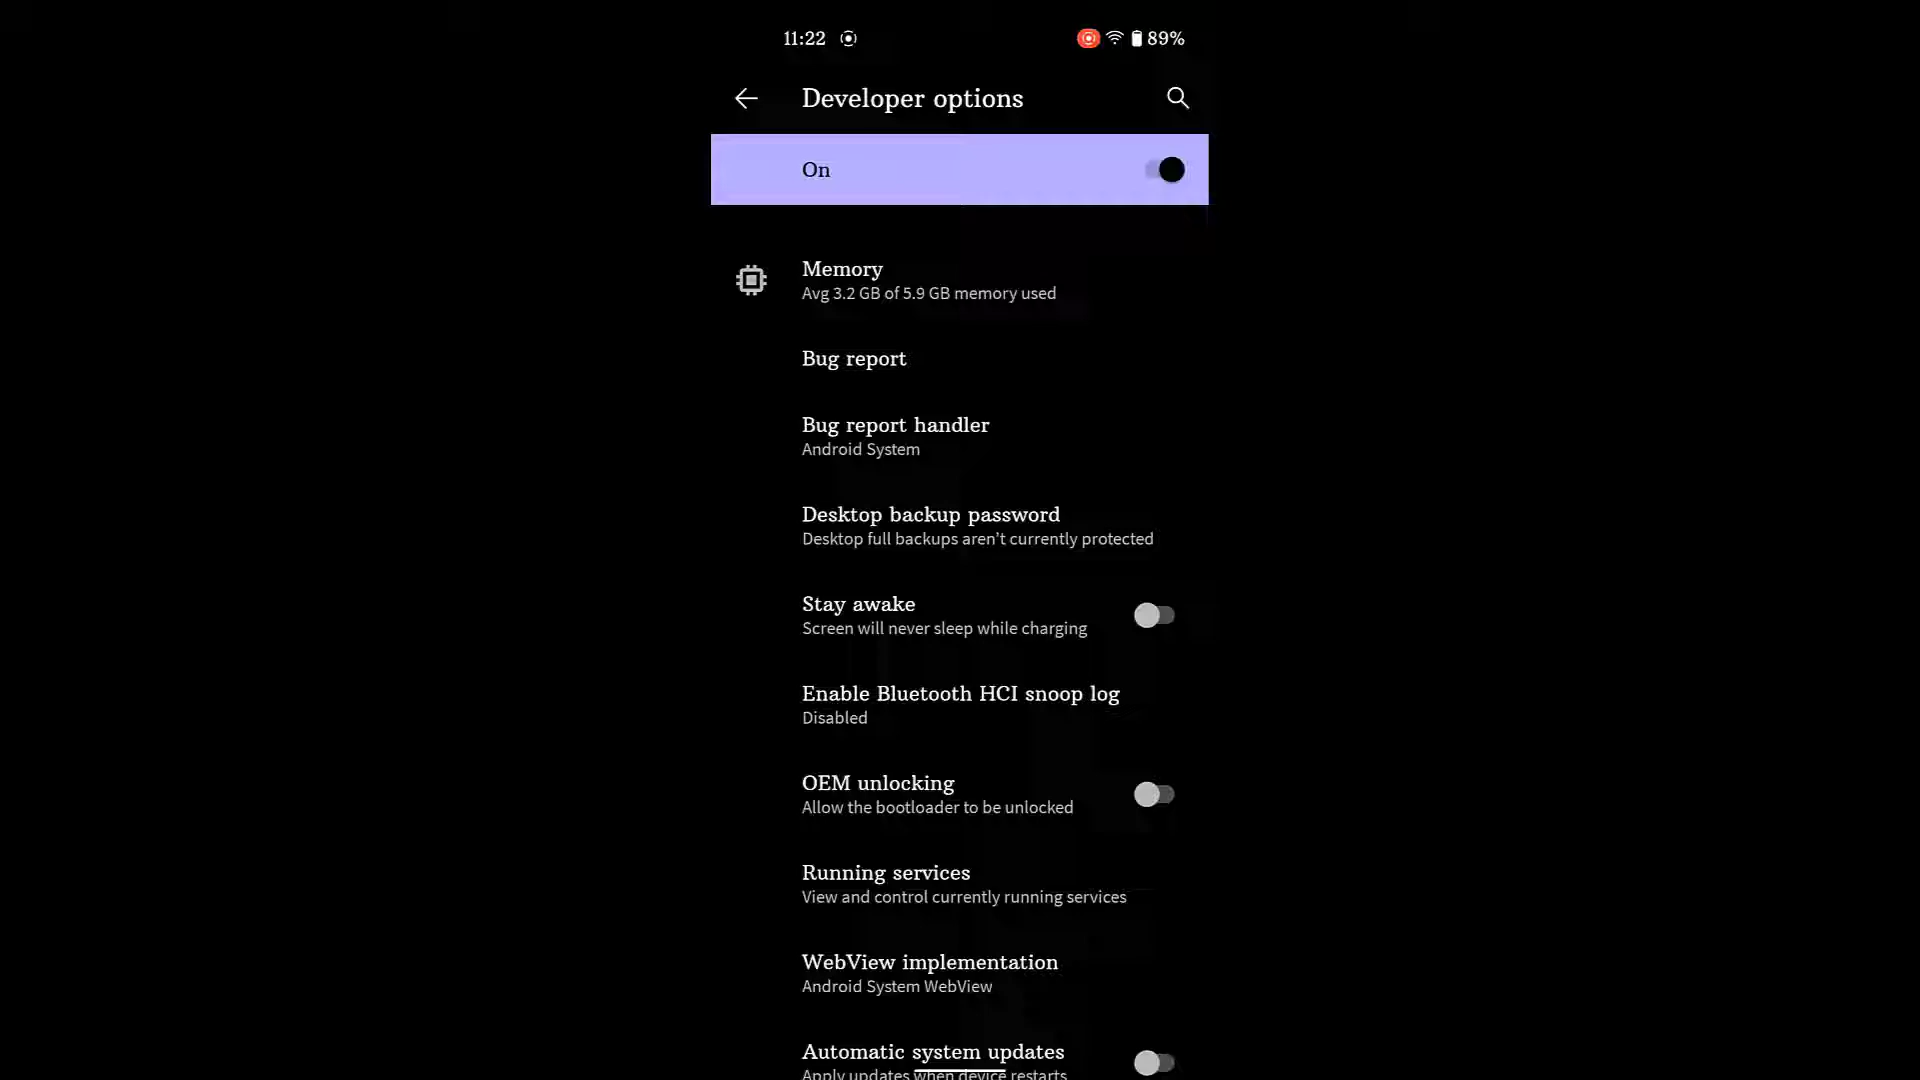 11:22
89%
Developer options
On
Memory
Avg 3.2 GB of 5.9 GB memory used
Bug report
Bug report handler
Android System
Desktop backup password
Desktop full backups aren't currently protected
Stay awake
Screen will never sleep while charging
Enable Bluetooth HCI snoop log
Disabled
OEM unlocking
Allow the bootloader to be unlocked
Running services
View and control currently running services
WebView implementation
Android System WebView
Automatic system updates
Apply updates when device restarts